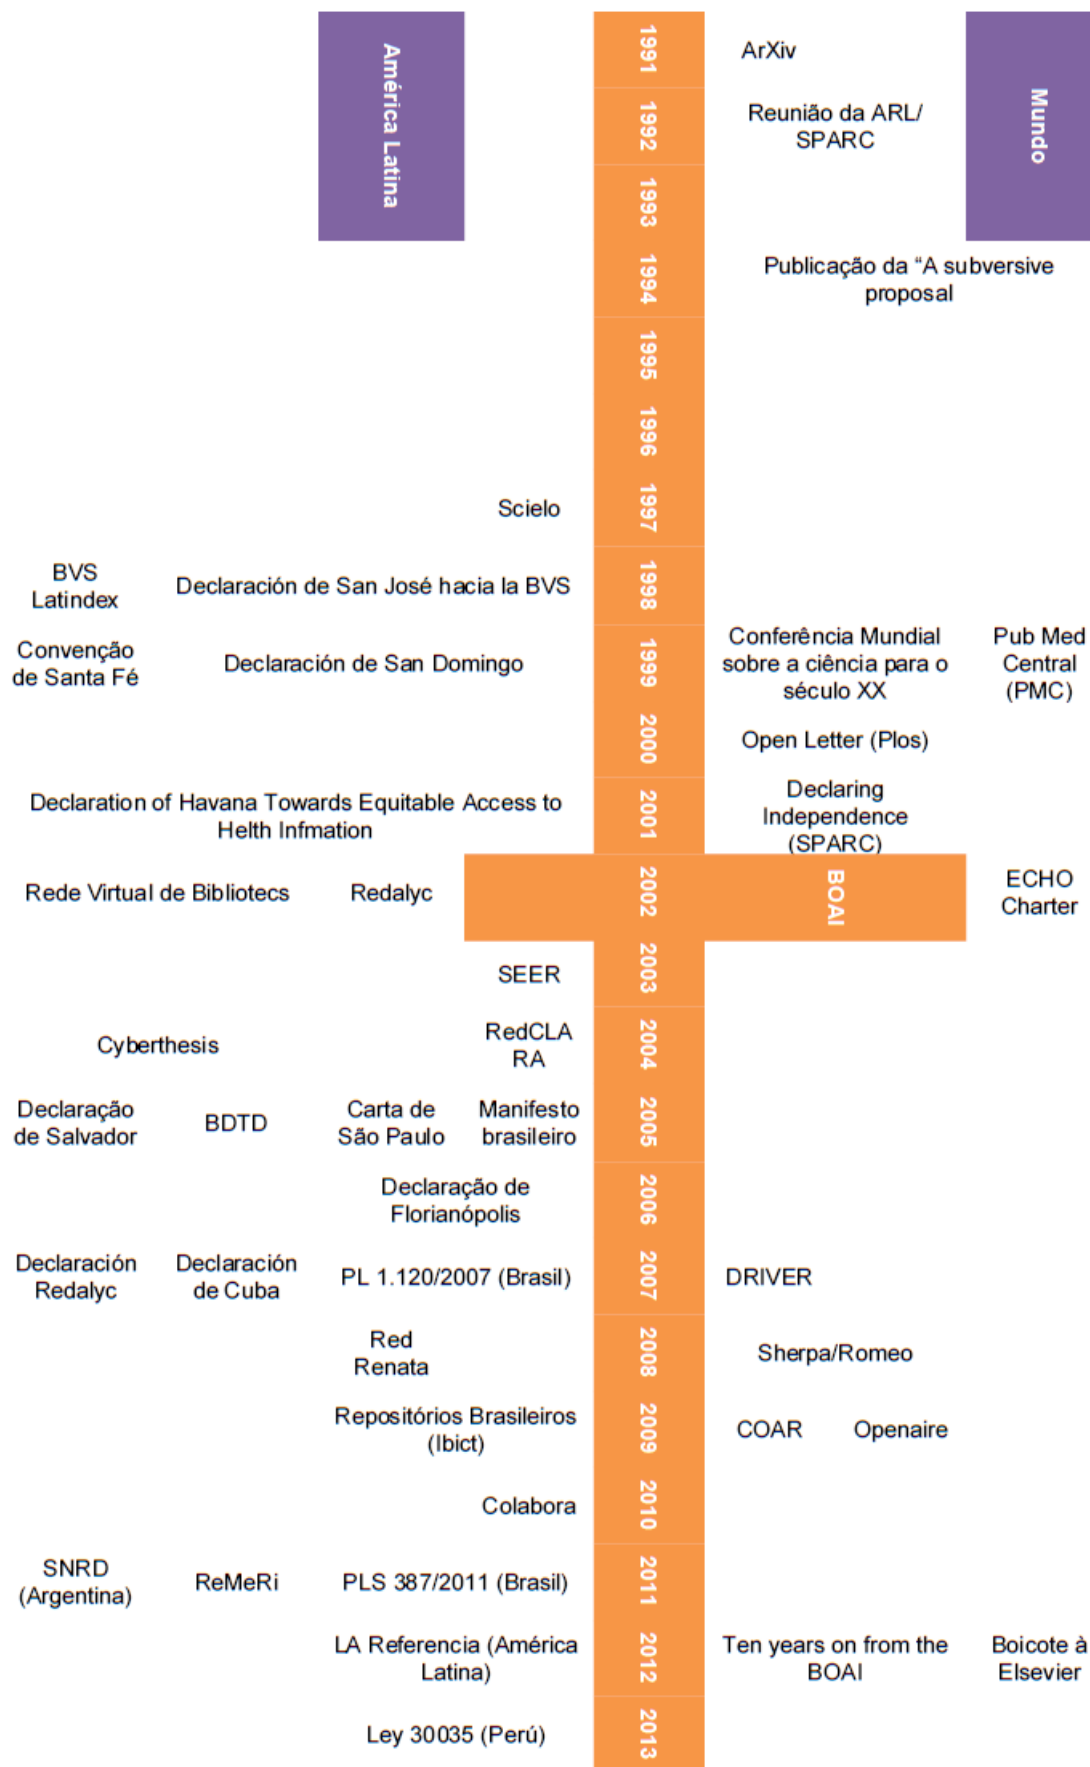 América Latina
Mundo
1991
ArXiv
1992
Reunião da ARL/
SPARC
1993
1994
Publicação da “A subversive
proposal
1995
1996
Scielo
1997
BVS
Latindex
Declaración de San José hacia la BVS
1998
Convenção
de Santa Fé
Declaración de San Domingo
1999
Conferência Mundial
sobre a ciência para o
século XX
Pub Med
Central
(PMC)
2000
Open Letter (Plos)
Declaration of Havana Towards Equitable Access to
Helth Infmation
2001
Declaring
Independence
(SPARC)
Rede Virtual de Bibliotecs
Redalyc
2002
BOAI
ECHO
Charter
SEER
2003
Cyberthesis
RedCLA
RA
2004
Declaração
de Salvador
BDTD
Carta de
São Paulo
Manifesto
brasileiro
2005
Declaração de
Florianópolis
2006
Declaración
Redalyc
Declaración
de Cuba
PL 1.120/2007 (Brasil)
2007
DRIVER
Red
Renata
2008
Sherpa/Romeo
Repositórios Brasileiros
(Ibict)
2009
COAR
Openaire
Colabora
2010
SNRD
(Argentina)
ReMeRi
PLS 387/2011 (Brasil)
2011
LA Referencia (América
Latina)
2012
Ten years on from the
BOAI
Boicote à
Elsevier
Ley 30035 (Perú)
2013